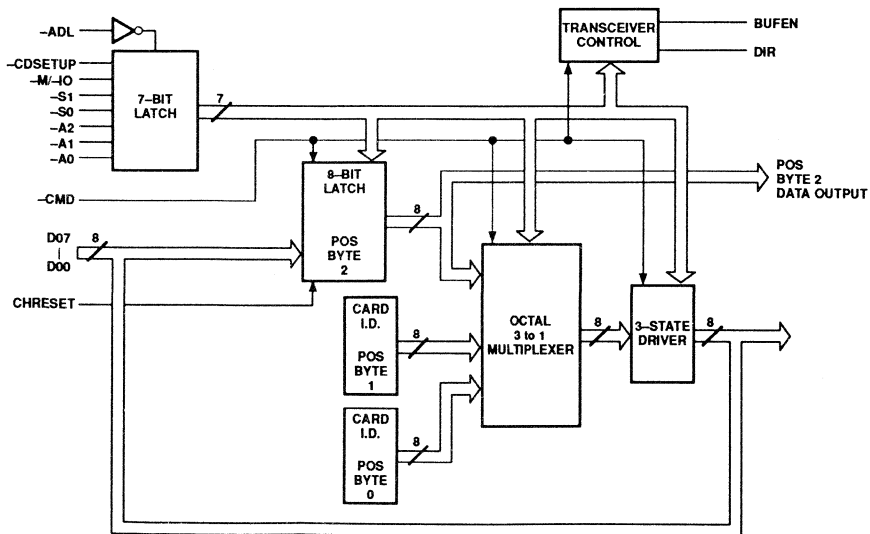 –ADL
–CDSETUP
–M/–IO
–S1
–S0
–A2
–A1
–A0
7–BIT
LATCH
7
TRANSCEIVER
CONTROL
BUFEN
DIR
–CMD
8–BIT
LATCH
POS
BYTE
2
8
POS
BYTE 2
DATA OUTPUT
D07
D00
8
CHRESET
CARD
I.D.
POS
BYTE
1
8
CARD
I.D.
POS
BYTE
0
8
OCTAL
3 to 1
MULTIPLEXER
8
3–STATE
DRIVER
8